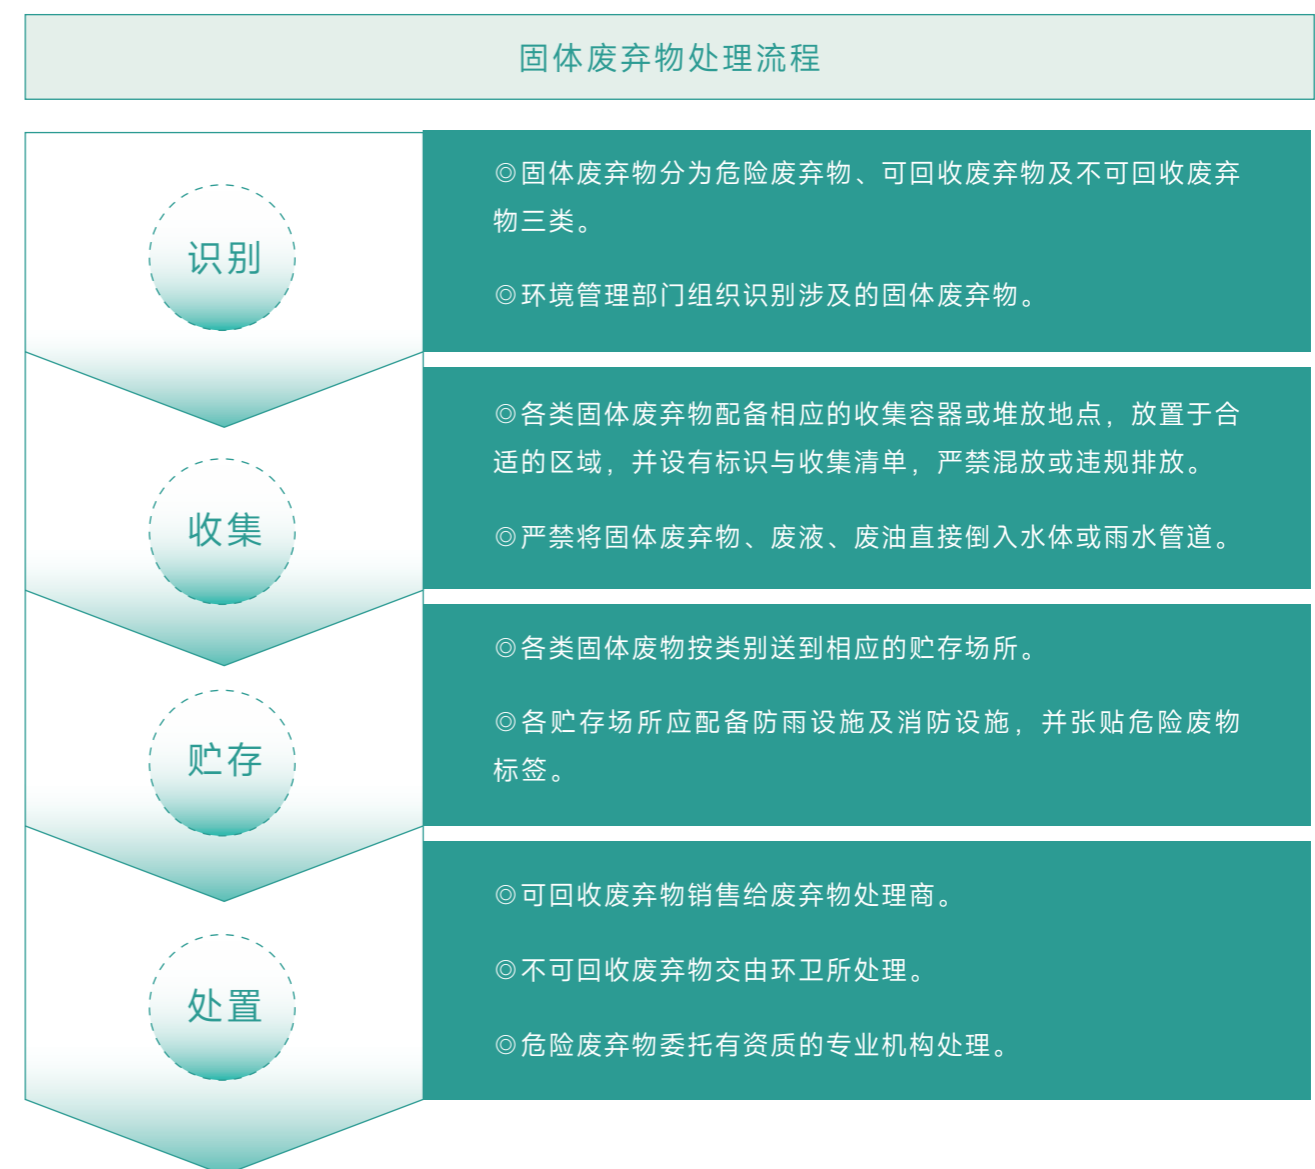 固体废弃物处理流程
识别
◎固体废弃物分为危险废弃物、可回收废弃物及不可回收废弃
物三类。
◎环境管理部门组织识别涉及的固体废弃物。
收集
◎各类固体废弃物配备相应的收集容器或堆放地点，放置于合
适的区域，并设有标识与收集清单，严禁混放或违规排放。
◎严禁将固体废弃物、废液、废油直接倒入水体或雨水管道。
贮存
◎各类固体废物按类别送到相应的贮存场所。
◎各贮存场所应配备防雨设施及消防设施，并张贴危险废物
标签。
处置
◎可回收废弃物销售给废弃物处理商。
◎不可回收废弃物交由环卫所处理。
◎危险废弃物委托有资质的专业机构处理。